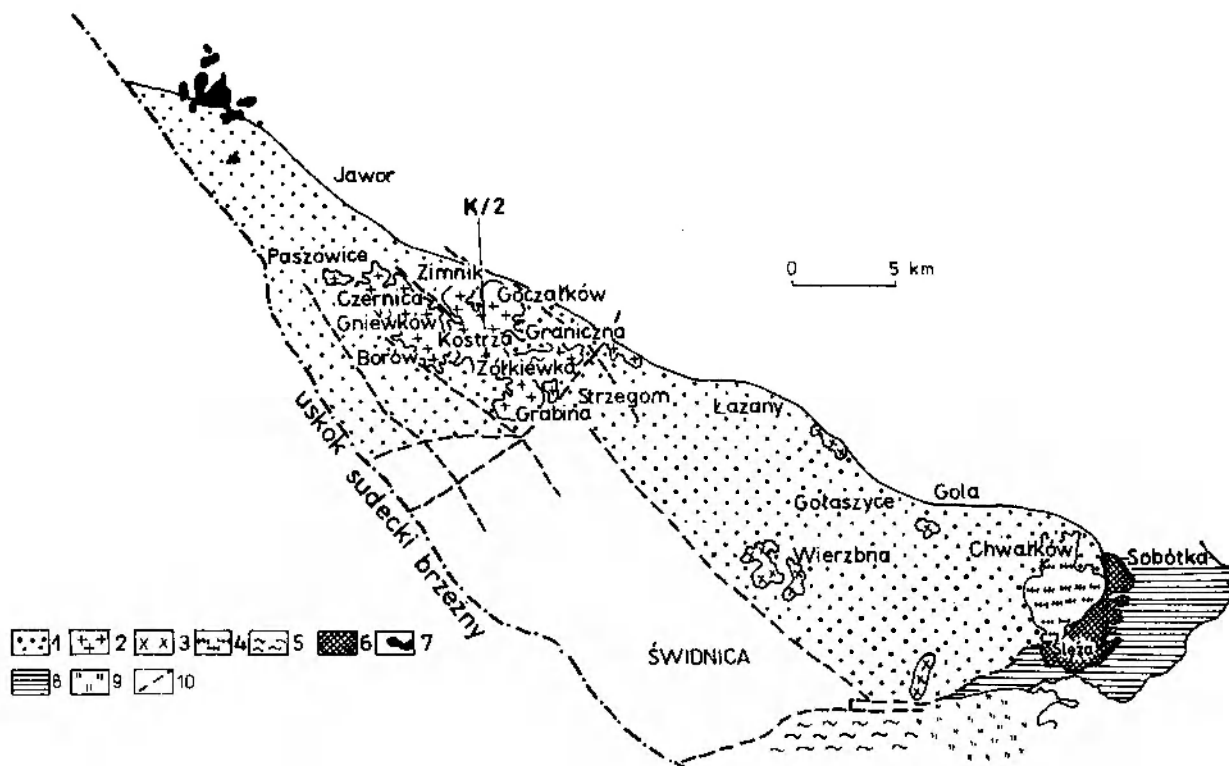 Jawor
K/2
Paszowice
Zimnik
0 5 km
Czernica
Goczałków
Gniewków
Graniczna
Kostrza
Borów
Żółkiewka
Strzegom
Grabina
Łazany
uskok sudecki brzeżny
Gołaszyce
Gola
Wierzbna
Chwałków
Sobótka
ŚWIDNICA
Ślęża
1 2 3 4 5 6 7
8 9 10